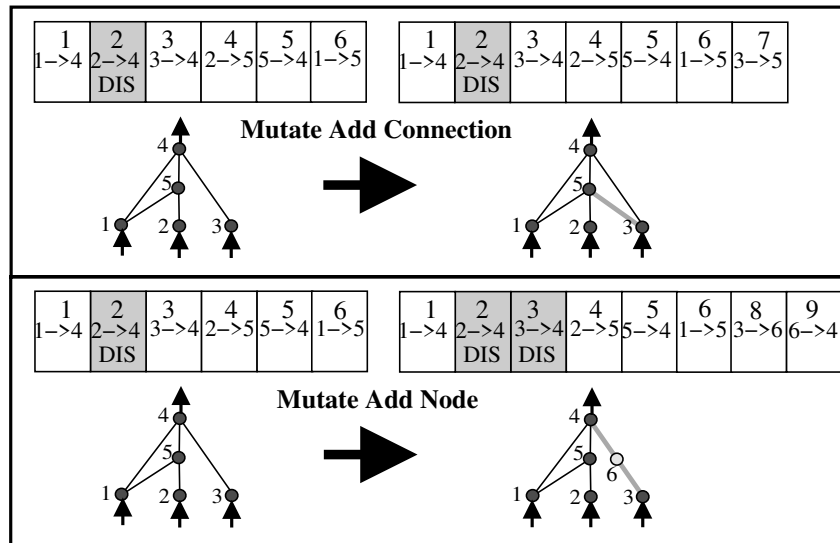 1 2 3 4 5 6 1 2 3 4 5 6 7
1->4 2->4 3->4 2->5 5->4 1->5 1->4 2->4 3->4 2->5 5->4 1->5 3->5
DIS DIS
Mutate Add Connection
4 4
5 5
1 2 3 1 2 3
1 2 3 4 5 6 1 2 3 4 5 6 8 9
1->4 2->4 3->4 2->5 5->4 1->5 1->4 2->4 3->4 2->5 5->4 1->5 3->6 6->4
DIS DIS DIS
Mutate Add Node
4 4
5 5
6
1 2 3 1 2 3